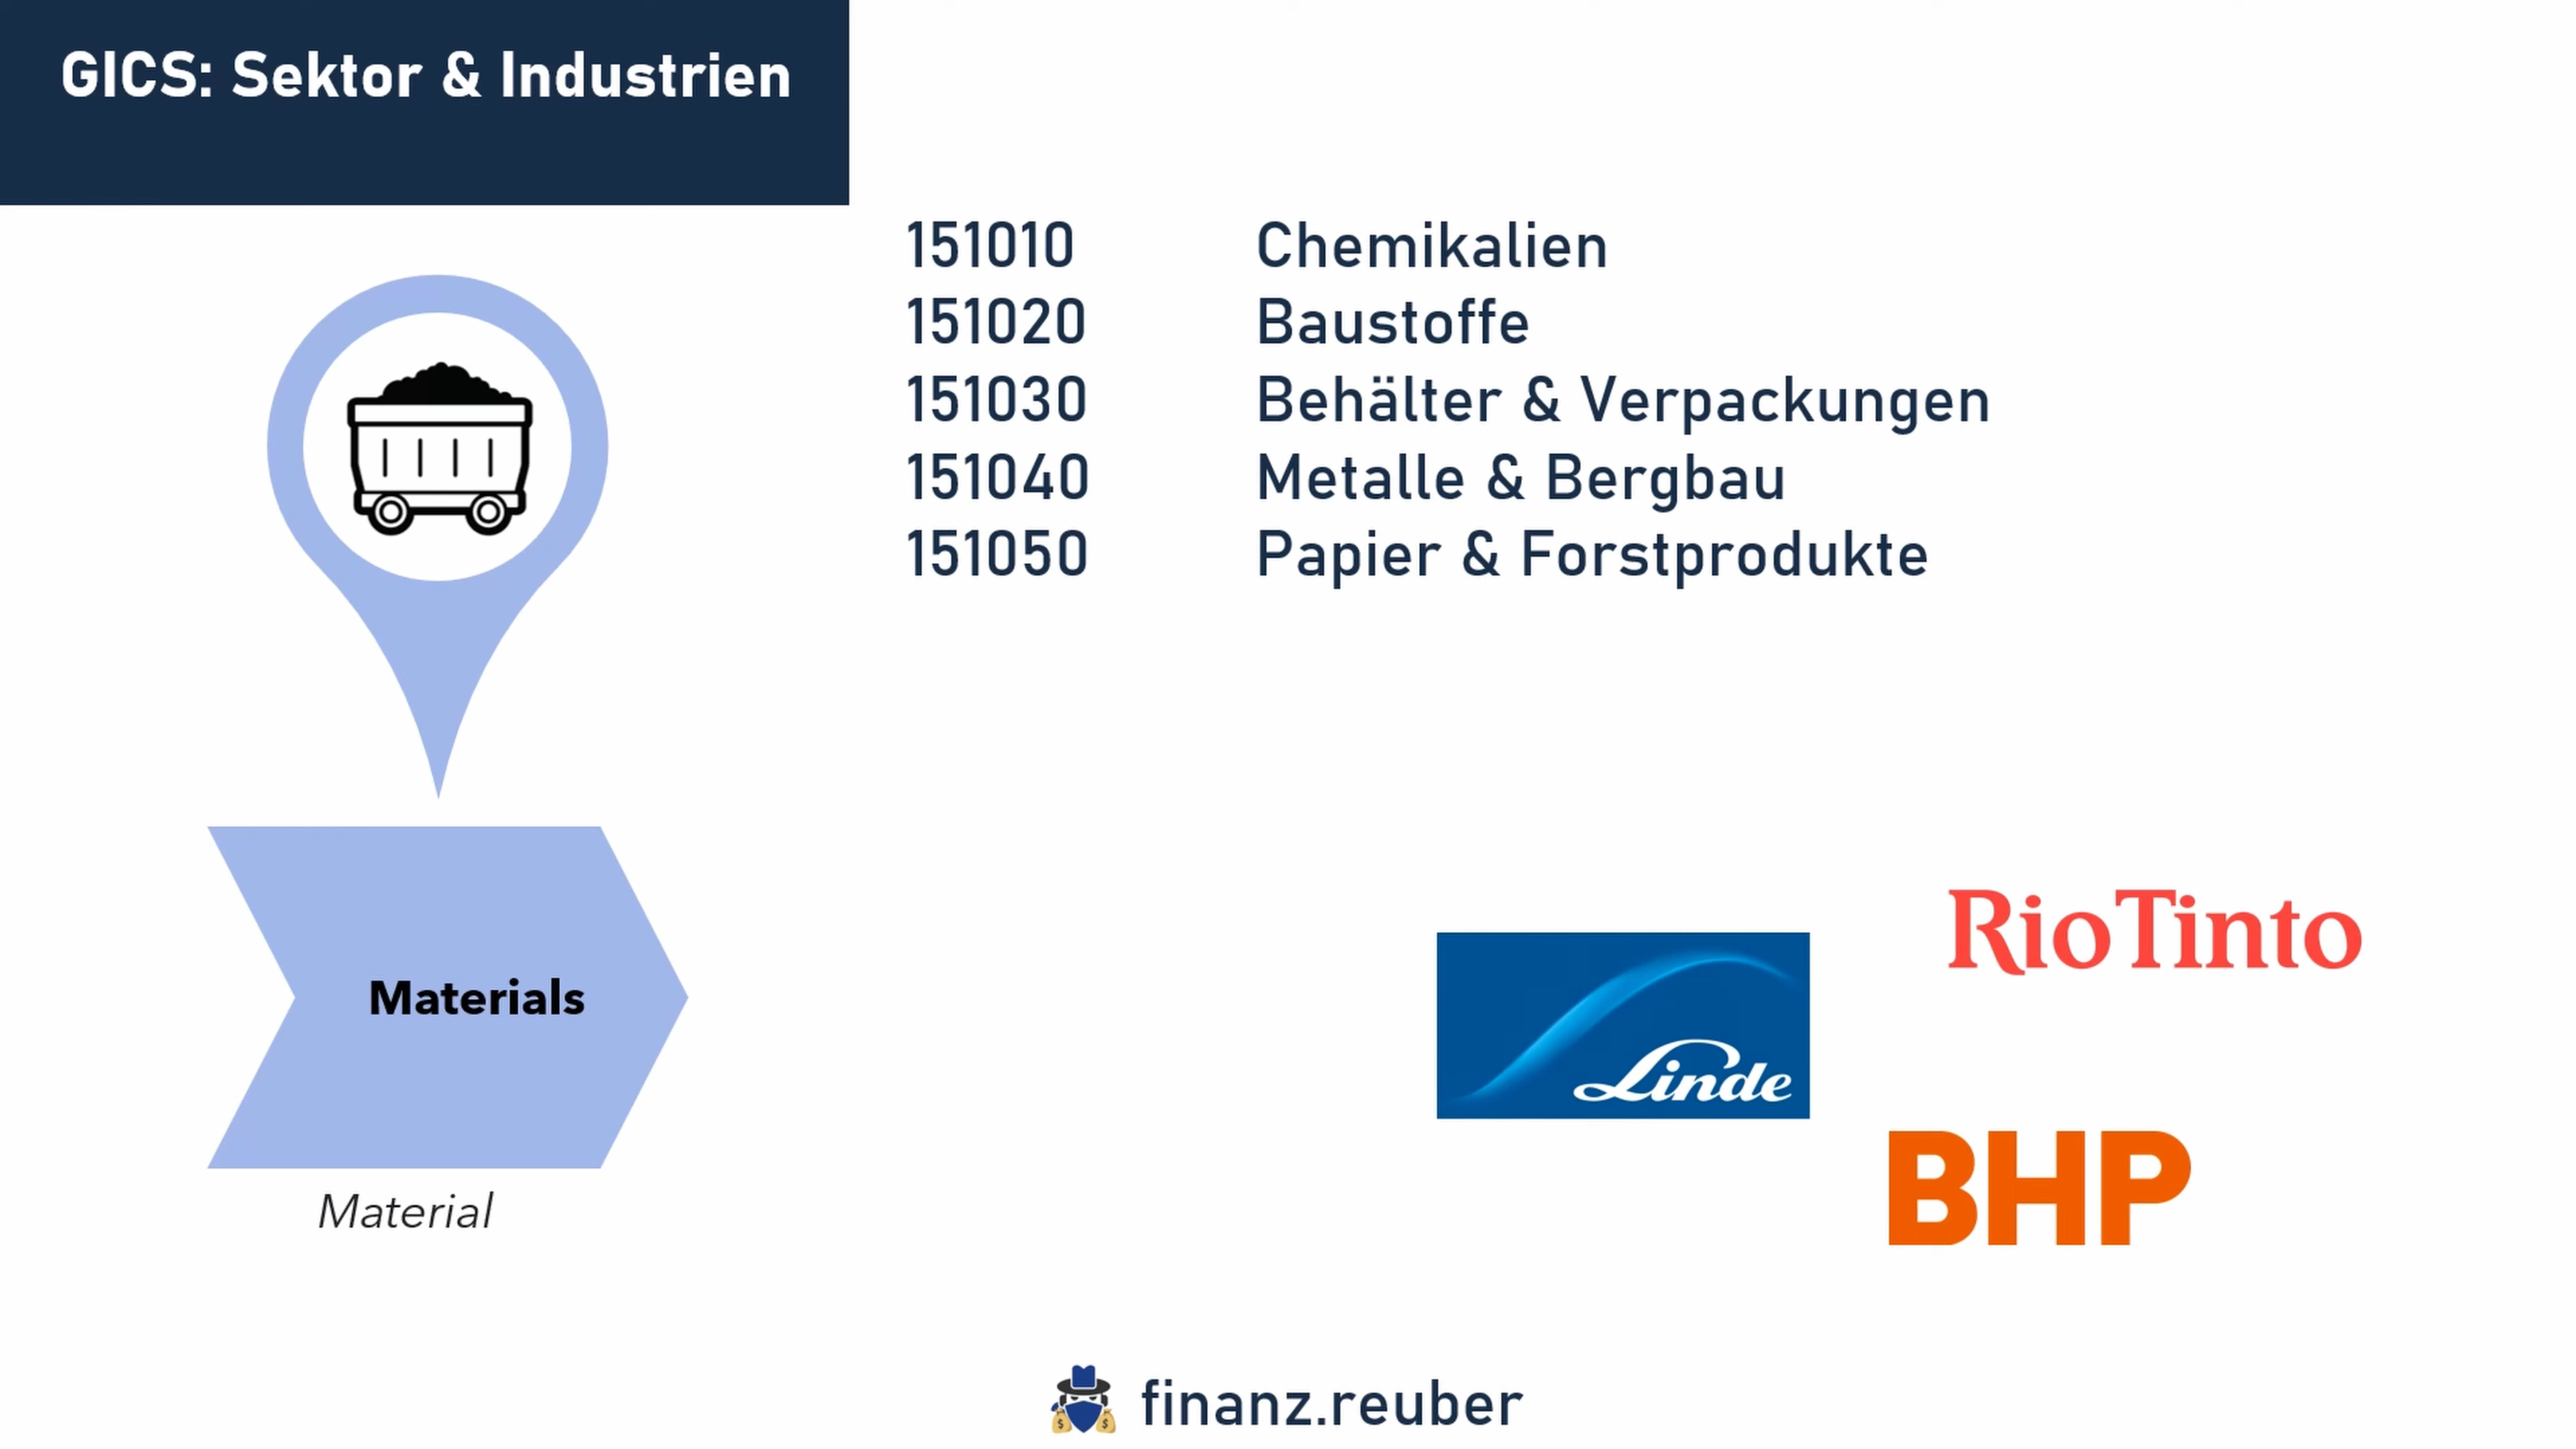 GICS: Sektor & Industrien
151010 Chemikalien
151020 Baustoffe
151030 Behälter & Verpackungen
151040 Metalle & Bergbau
151050 Papier & Forstprodukte
Materials
Material
RioTinto
Linde
BHP
finanz.reuber